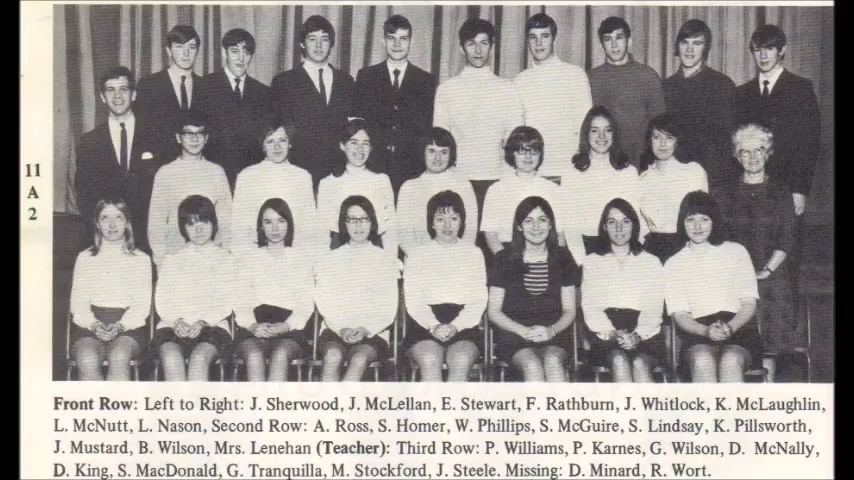 11
A
2
Front Row: Left to Right: J. Sherwood, J. McLellan, E. Stewart, F. Rathburn, J. Whitlock, K. McLaughlin,
L. McNutt, L. Nason, Second Row: A. Ross, S. Homer, W. Phillips, S. McGuire, S. Lindsay, K. Pillsworth,
J. Mustard, B. Wilson, Mrs. Lenehan (Teacher): Third Row: P. Williams, P. Karnes, G. Wilson, D. McNally,
D. King, S. MacDonald, G. Tranquilla, M. Stockford, J. Steele. Missing: D. Minard, R. Wort.